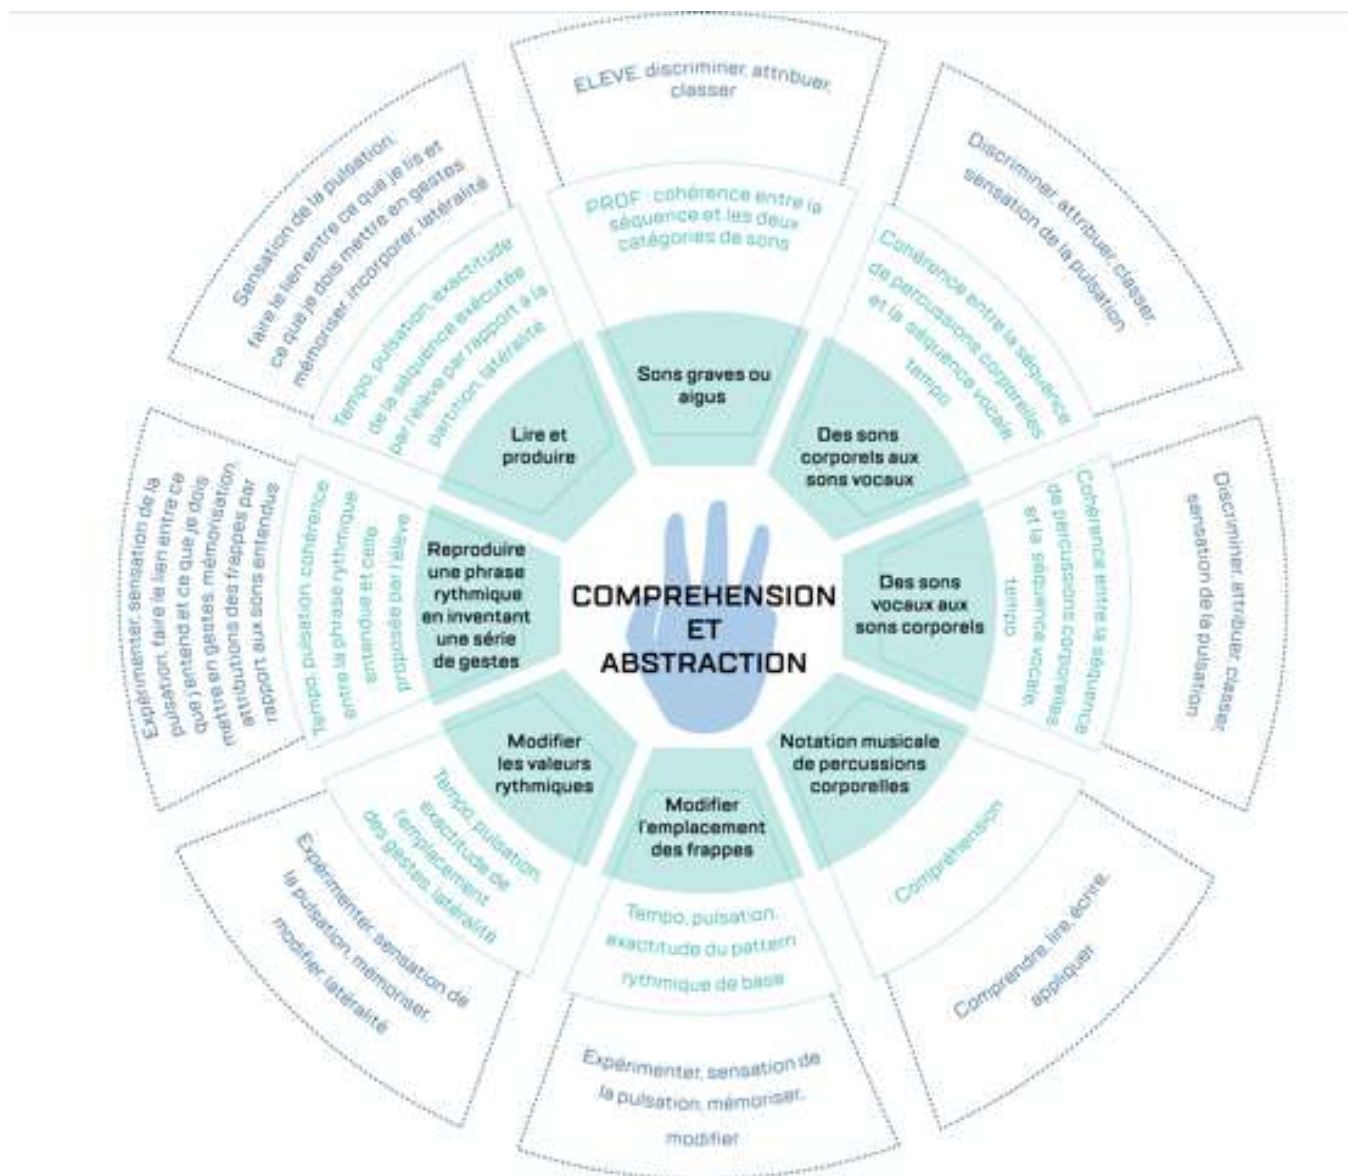 ELEVE: discriminer, attribuer,
classer
PROF : cohérence entre la
séquence et les deux
catégories de sons
Sons graves ou
aigus
Discriminer, attribuer, classer,
sensation de la pulsation
Cohérence entre la séquence
de percussions corporelles
et la séquence vocale
tempo
Des sons
corporels aux
sons vocaux
Discriminer, attribuer, classer,
sensation de la pulsation
Cohérence entre la séquence
de percussions corporelles
et la séquence vocale,
tempo
Des sons
vocaux aux
sons corporels
Comprendre, lire, écrire,
appliquer
Compréhension
Notation musicale
de percussions
corporelles
Modifier
l'emplacement
des frappes
Tempo, pulsation,
exactitude du pattern
rythmique de base
Expérimenter, sensation de
la pulsation, mémoriser,
modifier
Modifier
les valeurs
rythmiques
Tempo, pulsation,
exactitude de
l'emplacement
des gestes, latéralité
Expérimenter, sensation de
la pulsation, mémoriser,
modifier, latéralité
Reproduire
une phrase
rythmique
en inventant
une série
de gestes
Tempo, pulsation, cohérence
entre la phrase rythmique
entendue et celle
proposée par l'élève
Expérimenter, sensation de la
pulsation, faire le lien entre ce
que j'entend et ce que je dois
mettre en gestes, mémorisation,
attributions des frappes par
rapport aux sons entendus
Lire et
produire
Tempo, pulsation, exactitude
de la séquence exécutée
par l'élève par rapport à la
partition, latéralité
Sensation de la pulsation,
faire le lien entre ce que je lis et
ce que je dois mettre en gestes
mémoriser, incorporer, latéralité
COMPREHENSION
ET
ABSTRACTION